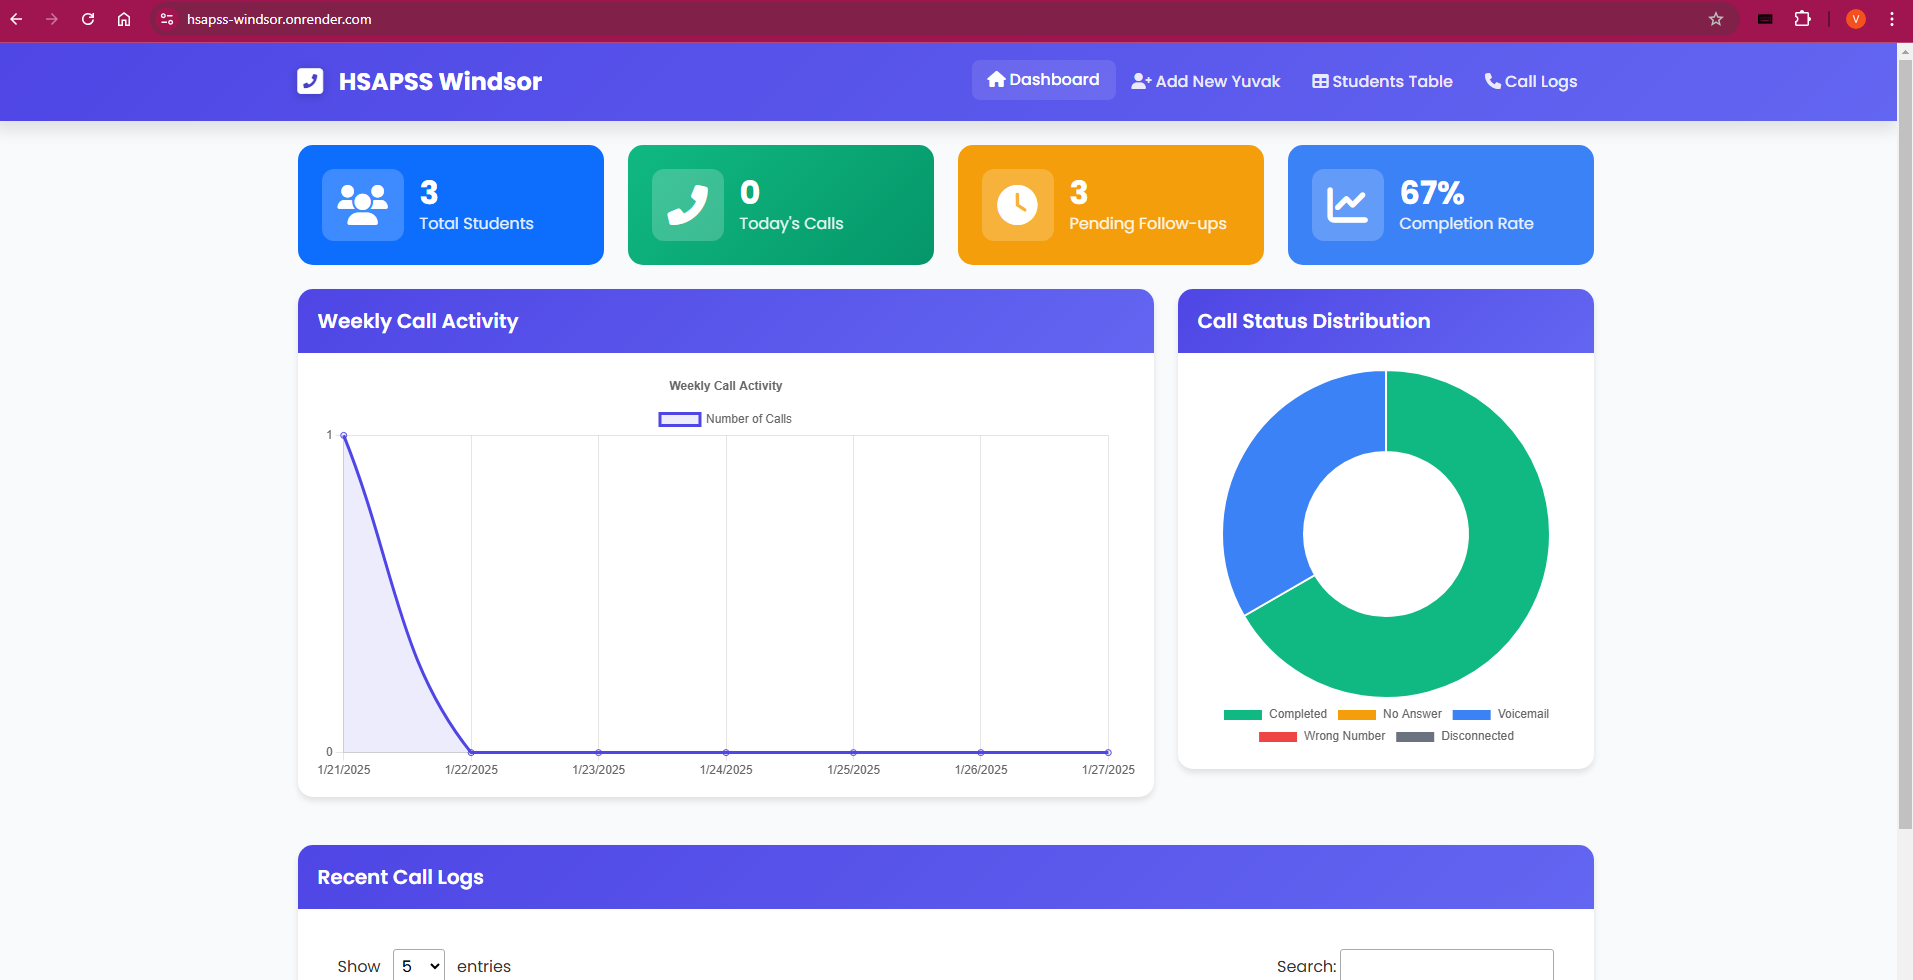 hsapss-windsor.onrender.com
V
HSAPSS Windsor
Dashboard
Add New Yuvak
Students Table
Call Logs
3
Total Students
0
Today's Calls
3
Pending Follow-ups
67%
Completion Rate
Weekly Call Activity
Weekly Call Activity
Number of Calls
1
0
1/21/2025
1/22/2025
1/23/2025
1/24/2025
1/25/2025
1/26/2025
1/27/2025
Call Status Distribution
Completed
No Answer
Voicemail
Wrong Number
Disconnected
Recent Call Logs
Show 5 entries
Search: